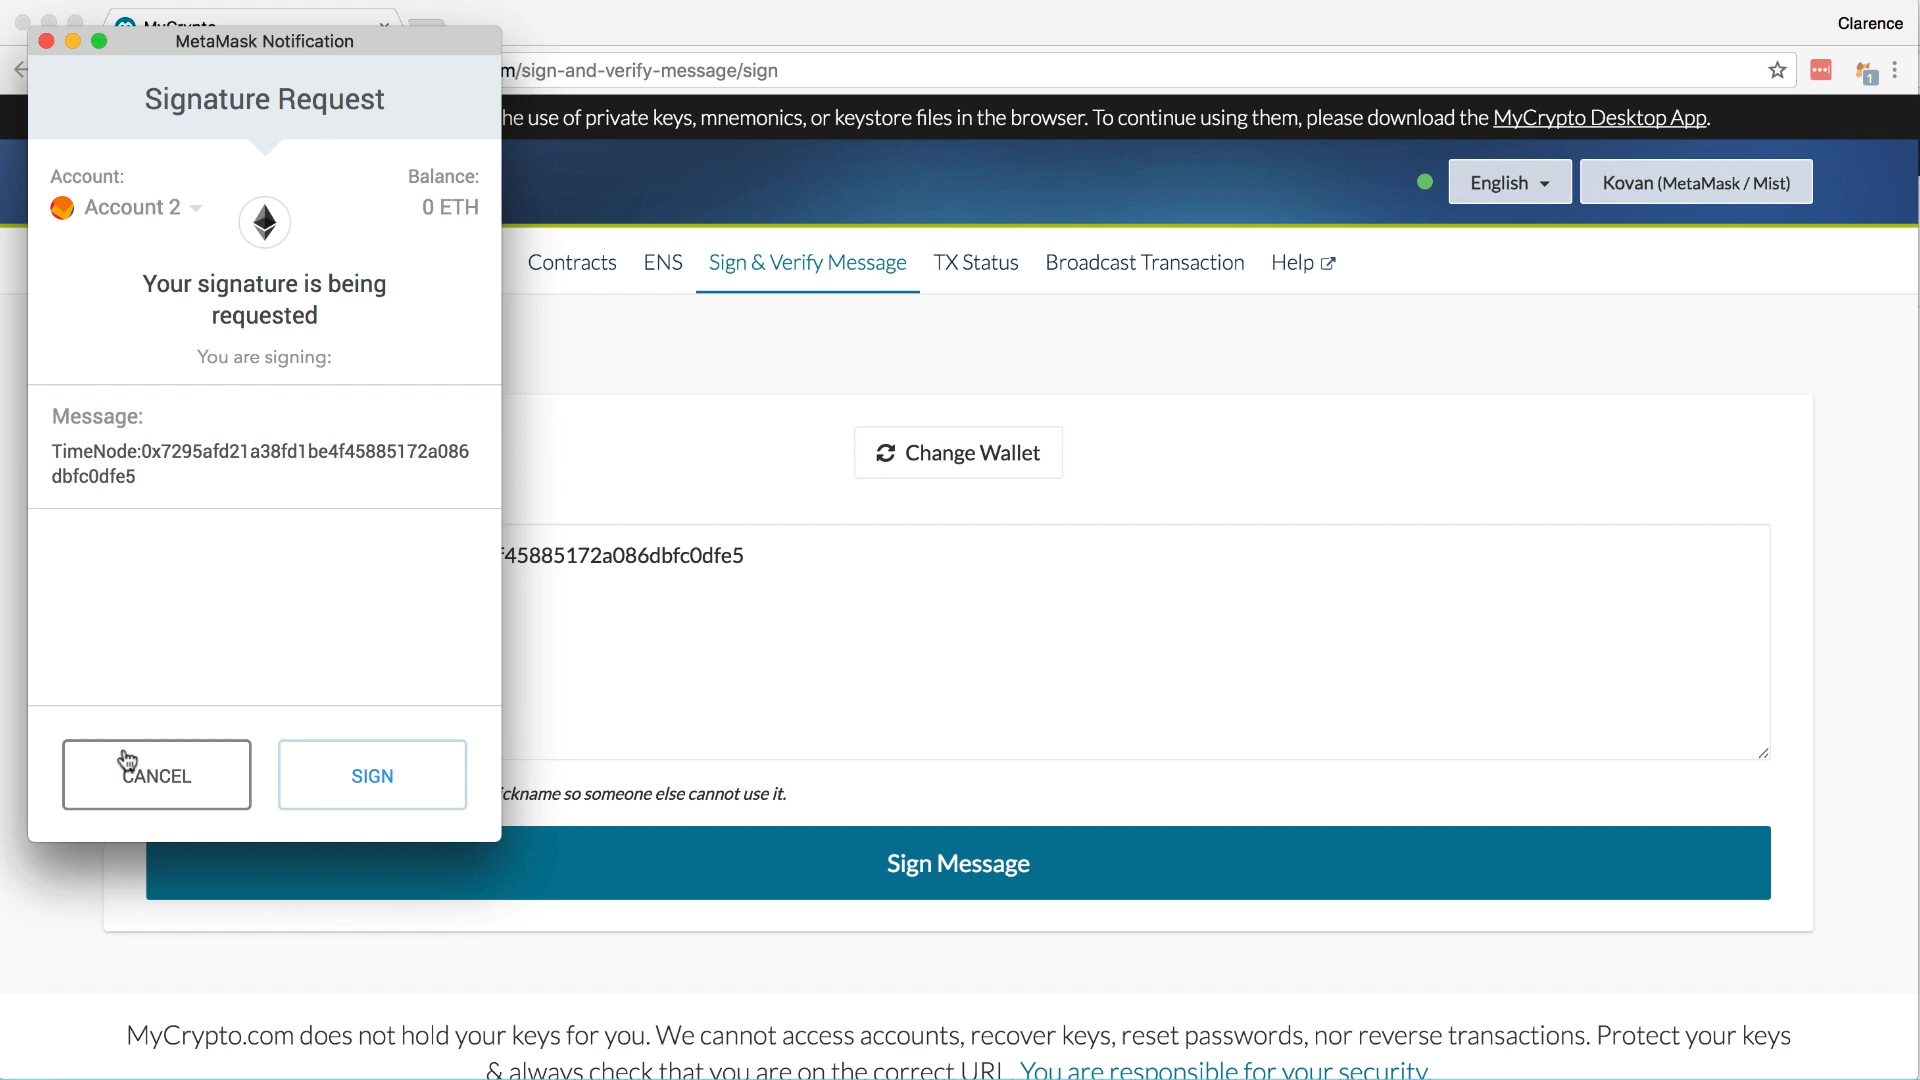 MyCrypto
Clarence
MetaMask Notification
m/sign-and-verify-message/sign
1
Signature Request
he use of private keys, mnemonics, or keystore files in the browser. To continue using them, please download the MyCrypto Desktop App.
Account:
Balance:
Account 2
0 ETH
English
Kovan (MetaMask / Mist)
Contracts ENS Sign & Verify Message TX Status Broadcast Transaction Help
Your signature is being
requested
You are signing:
Message:
TimeNode:0x7295afd21a38fd1be4f45885172a086
dbfc0dfe5
Change Wallet
f45885172a086dbfc0dfe5
CANCEL
SIGN
ckname so someone else cannot use it.
Sign Message
MyCrypto.com does not hold your keys for you. We cannot access accounts, recover keys, reset passwords, nor reverse transactions. Protect your keys
& always check that you are on the correct URL. You are responsible for your security.